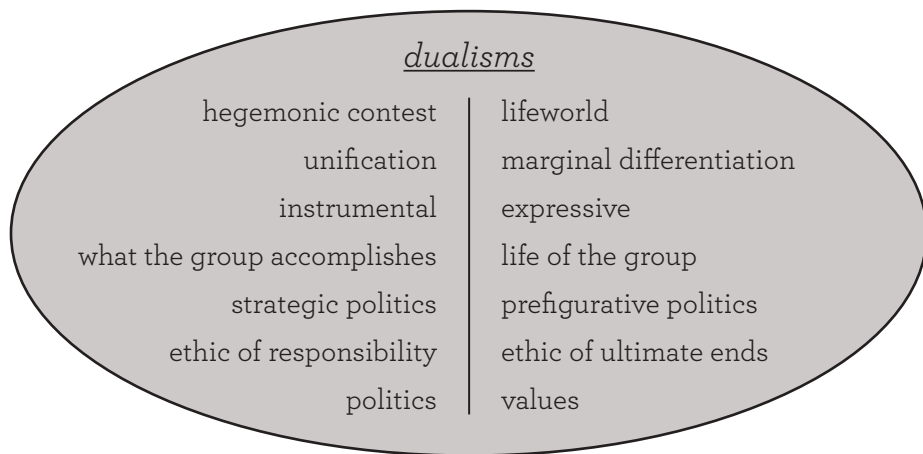 dualisms
hegemonic contest lifeworld
unification marginal differentiation
instrumental expressive
what the group accomplishes life of the group
strategic politics prefigurative politics
ethic of responsibility ethic of ultimate ends
politics values